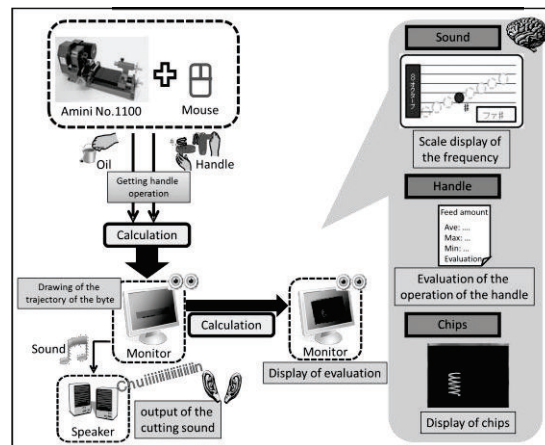 Amini No.1100
Mouse
Oil
Handle
Getting handle
operation
Calculation
Drawing of the
trajectory of the byte
Monitor
Calculation
Monitor
Display of evaluation
Sound
Chuiiiiiiiiiiiiiin
Speaker
output of the
cutting sound
Sound
#
ファ#
Scale display of
the frequency
Handle
Feed amount
Ave: ....
Max: ...
Min: ...
Evaluation
Evaluation of the
operation of the handle
Chips
Display of chips